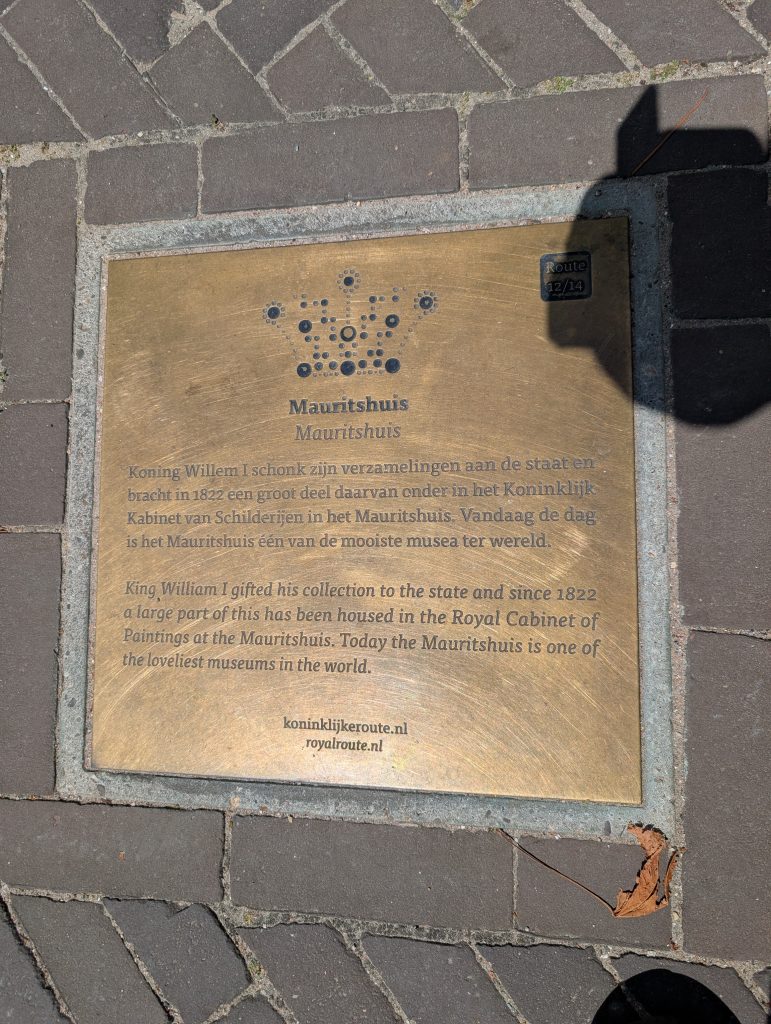 Route
12/14
Mauritshuis
Mauritshuis
Koning Willem I schonk zijn verzamelingen aan de staat en
bracht in 1822 een groot deel daarvan onder in het Koninklijk
Kabinet van Schilderijen in het Mauritshuis. Vandaag de dag
is het Mauritshuis één van de mooiste musea ter wereld.
King William I gifted his collection to the state and since 1822
a large part of this has been housed in the Royal Cabinet of
Paintings at the Mauritshuis. Today the Mauritshuis is one of
the loveliest museums in the world.
koninklijkeroute.nl
royalroute.nl